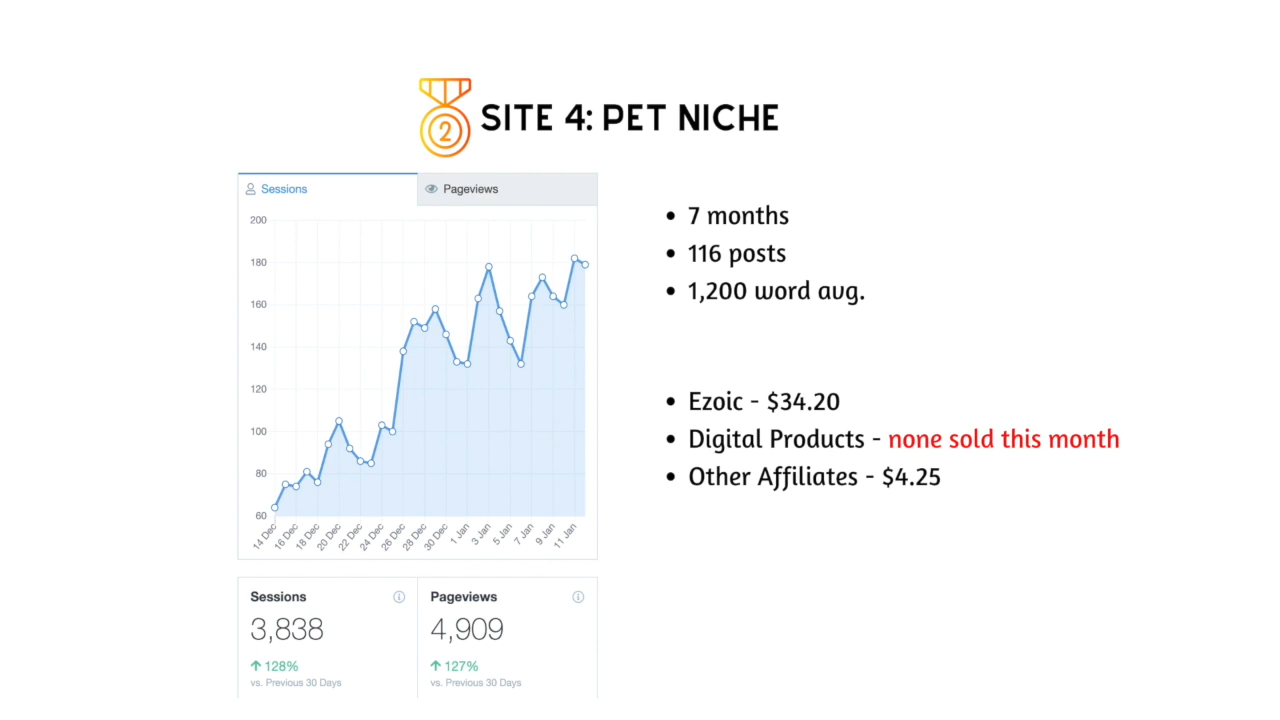 2
SITE 4: PET NICHE
Sessions
Pageviews
200
180
160
140
120
100
80
60
14 Dec
16 Dec
18 Dec
20 Dec
22 Dec
24 Dec
26 Dec
28 Dec
30 Dec
1 Jan
3 Jan
5 Jan
7 Jan
9 Jan
11 Jan
Sessions
3,838
128%
vs. Previous 30 Days
Pageviews
4,909
127%
vs. Previous 30 Days
• 7 months
• 116 posts
• 1,200 word avg.
• Ezoic - $34.20
• Digital Products - none sold this month
• Other Affiliates - $4.25